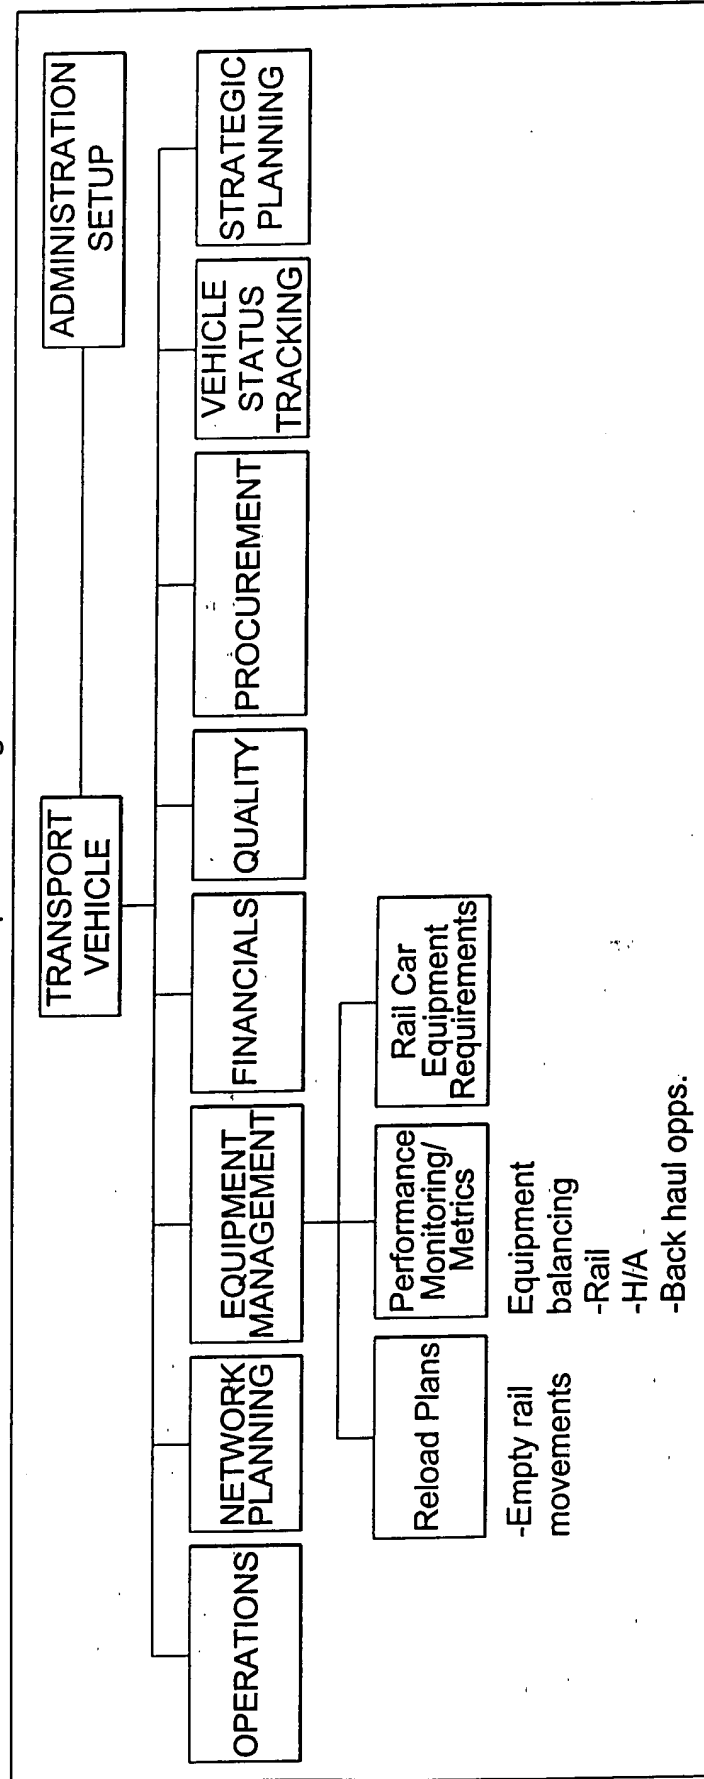 TRANSPORT
VEHICLE
ADMINISTRATION
SETUP
OPERATIONS
NETWORK
PLANNING
EQUIPMENT
MANAGEMENT
FINANCIALS
QUALITY
PROCUREMENT
VEHICLE
STATUS
TRACKING
STRATEGIC
PLANNING
Reload Plans
Performance
Monitoring/
Metrics
Rail Car
Equipment
Requirements
-Empty rail
movements
Equipment
balancing
-Rail
-H/A
-Back haul opps.